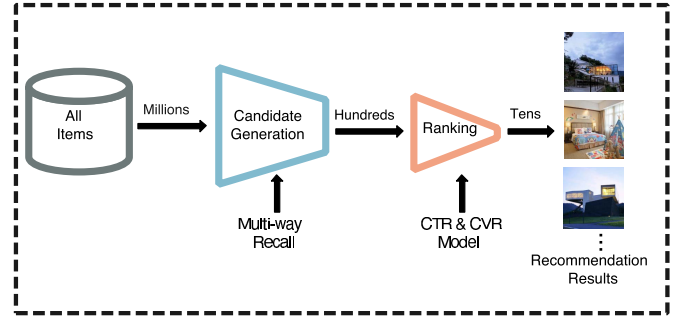 All
Items
Millions
Candidate
Generation
Hundreds
Ranking
Tens
Multi-way
Recall
CTR & CVR
Model
Recommendation
Results